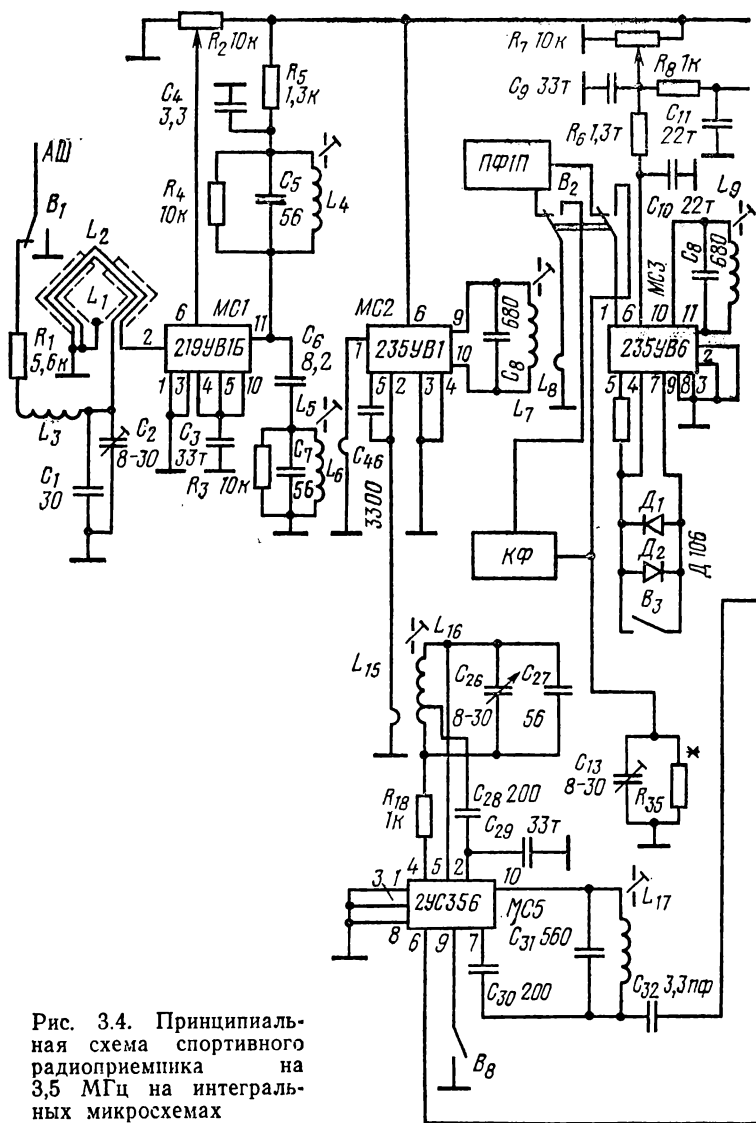 R2 10к
R7 10к
R5
1,3к
C4
3,3
R8 1к
C9 33т
C11
22т
R6 1,3т
АШ
ПФ1П
B2
C10 22т
L9
B1
R4
10к
C5
56
L4
L2
L1
6
МС1
11
2
219УВ1Б
1 3 4 5 10
МС2
6
9
7
235УВ1
10
5 2 3 4
C8
680
1 6 10
МС3
C8
680
11
235УВ6
2
5 4 7 9 8 3
R1
5,6к
L3
C2
8-30
C1
30
C3
33т
R3 10к
C6
8,2
L5
C7
56
L6
C46
3300
L7
L8
КФ
Д1
Д2
Д106
B3
L15
L16
C26
8-30
C27
56
R18
1к
C28 200
C29
33т
C13
8-30
R35
*
4 5 2
10
3 1
2УС356
МС5
8
6 9 7
C31 560
L17
C30 200
C32 3,3пф
B8
Рис. 3.4. Принципиаль-
ная схема спортивного
радиоприемника на
3,5 МГц на интеграль-
ных микросхемах